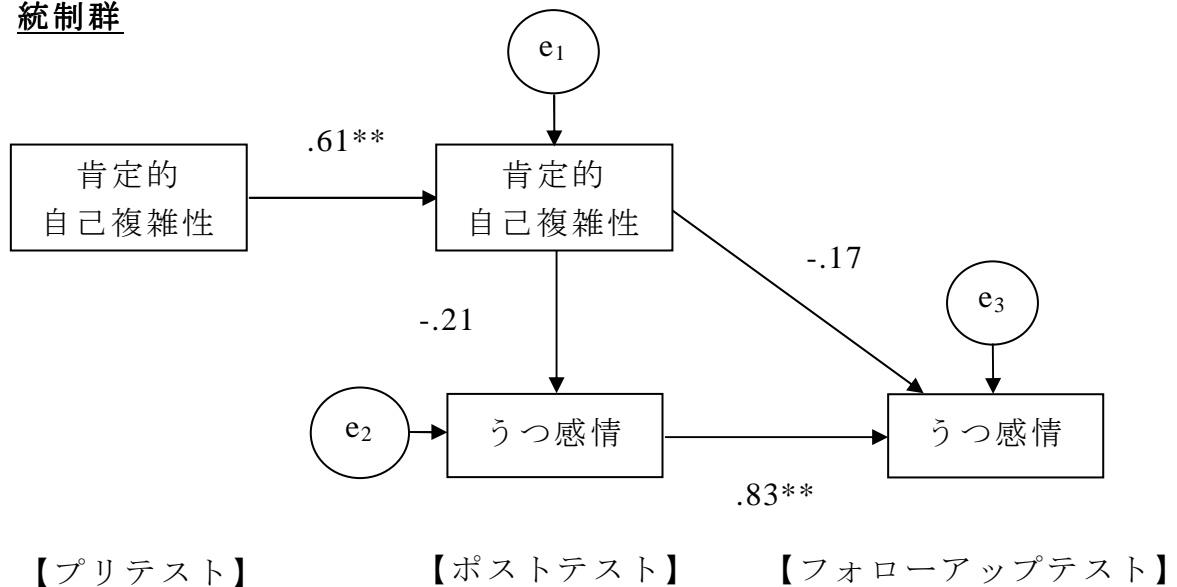 統制群
e1
.61**
肯定的
自己複雑性
肯定的
自己複雑性
-.17
e3
-.21
e2
うつ感情
うつ感情
.83**
【プリテスト】
【ポストテスト】
【フォローアップテスト】